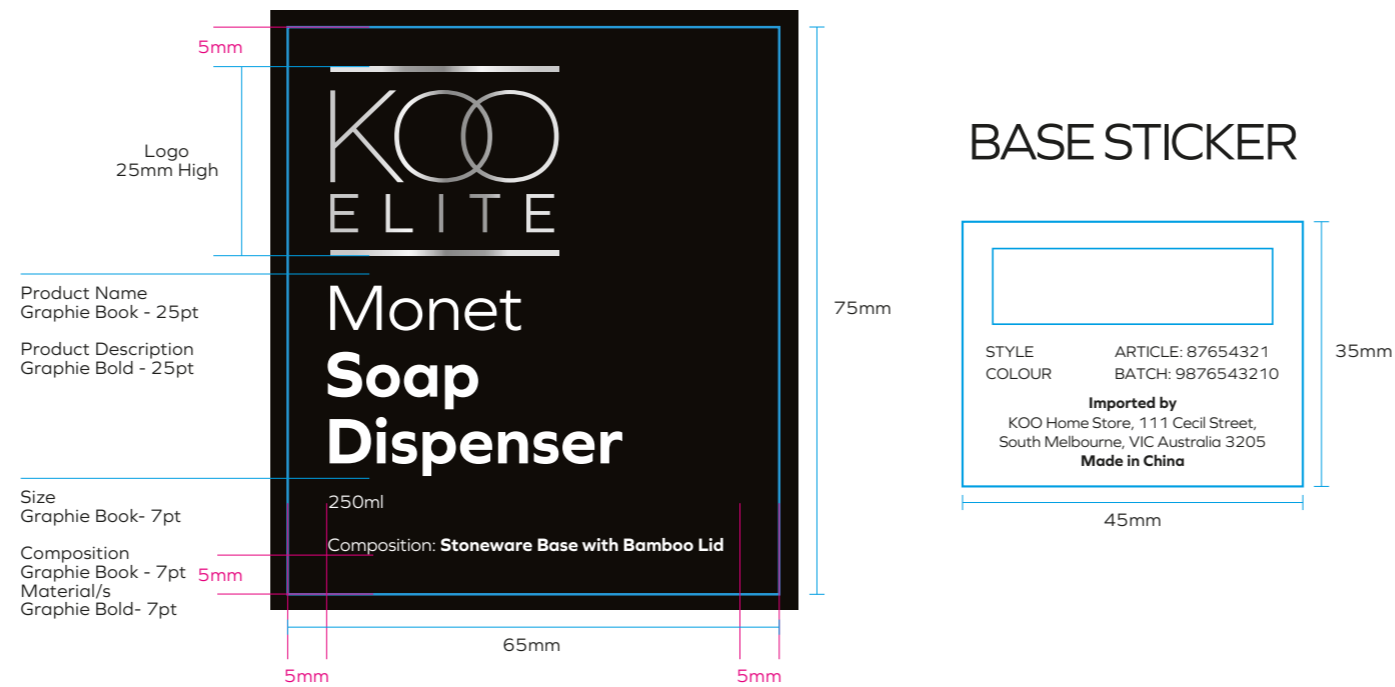 5mm
Logo
25mm High
Product Name
Graphie Book - 25pt
Product Description
Graphie Bold - 25pt
Size
Graphie Book- 7pt
Composition
Graphie Book - 7pt
Material/s
Graphie Bold- 7pt
5mm
KOO
ELITE
Monet
Soap
Dispenser
250ml
Composition: Stoneware Base with Bamboo Lid
75mm
65mm
5mm
5mm
BASE STICKER
STYLE ARTICLE: 87654321
COLOUR BATCH: 9876543210
Imported by
KOO Home Store, 111 Cecil Street,
South Melbourne, VIC Australia 3205
Made in China
35mm
45mm